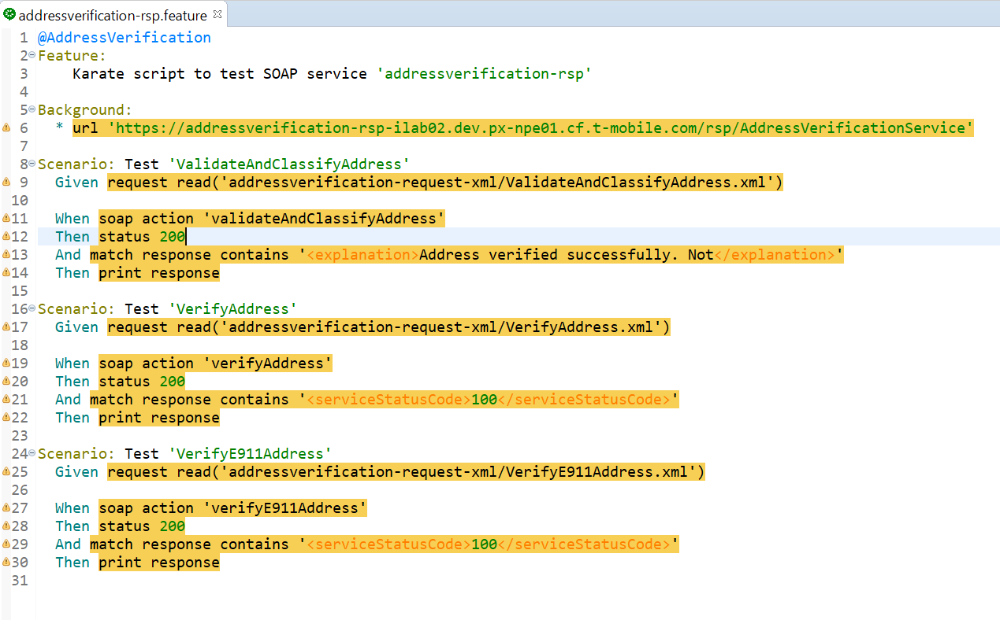 addressverification-rsp.feature
1 @AddressVerification
2 Feature:
3 Karate script to test SOAP service 'addressverification-rsp'
4
5 Background:
6 * url 'https://addressverification-rsp-ilab02.dev.px-npe01.cf.t-mobile.com/rsp/AddressVerificationService'
7
8 Scenario: Test 'ValidateAndClassifyAddress'
9 Given request read('addressverification-request-xml/ValidateAndClassifyAddress.xml')
10
11 When soap action 'validateAndClassifyAddress'
12 Then status 200
13 And match response contains '<explanation>Address verified successfully. Not</explanation>'
14 Then print response
15
16 Scenario: Test 'VerifyAddress'
17 Given request read('addressverification-request-xml/VerifyAddress.xml')
18
19 When soap action 'verifyAddress'
20 Then status 200
21 And match response contains '<serviceStatusCode>100</serviceStatusCode>'
22 Then print response
23
24 Scenario: Test 'VerifyE911Address'
25 Given request read('addressverification-request-xml/VerifyE911Address.xml')
26
27 When soap action 'verifyE911Address'
28 Then status 200
29 And match response contains '<serviceStatusCode>100</serviceStatusCode>'
30 Then print response
31